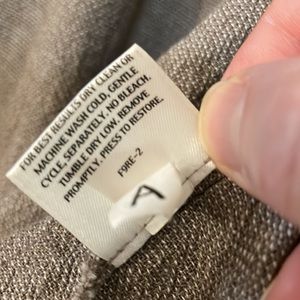 FOR BEST RESULTS DRY CLEAN OR
MACHINE WASH COLD, GENTLE
CYCLE, SEPARATELY. NO BLEACH.
TUMBLE DRY LOW. REMOVE
PROMPTLY. PRESS TO RESTORE.
F9RE-2
A